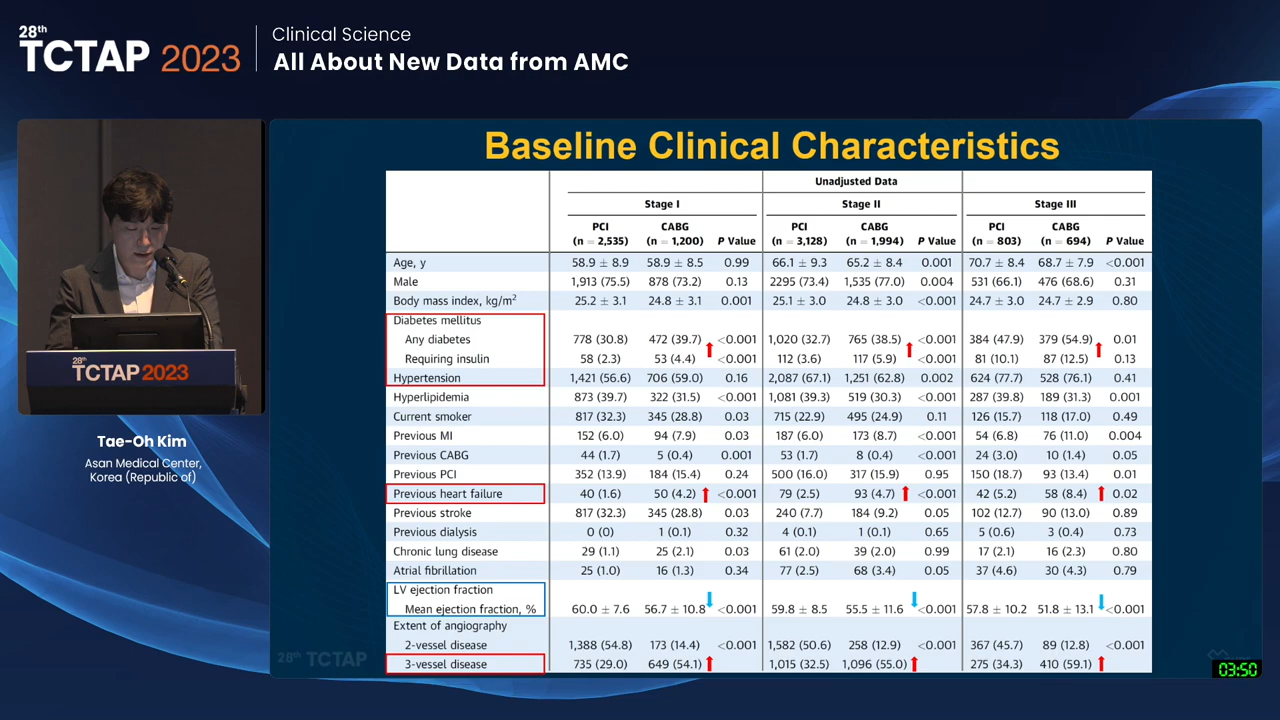 28th
TCTAP 2023
Clinical Science
All About New Data from AMC
28th
TCTAP 2023
Tae-Oh Kim
Asan Medical Center,
Korea (Republic of)
Baseline Clinical Characteristics
Unadjusted Data
Stage I Stage II Stage III
PCI CABG PCI CABG PCI CABG
(n = 2,535) (n = 1,200) P Value (n = 3,128) (n = 1,994) P Value (n = 803) (n = 694) P Value
Age, y 58.9 ± 8.9 58.9 ± 8.5 0.99 66.1 ± 9.3 65.2 ± 8.4 0.001 70.7 ± 8.4 68.7 ± 7.9 <0.001
Male 1,913 (75.5) 878 (73.2) 0.13 2295 (73.4) 1,535 (77.0) 0.004 531 (66.1) 476 (68.6) 0.31
Body mass index, kg/m² 25.2 ± 3.1 24.8 ± 3.1 0.001 25.1 ± 3.0 24.8 ± 3.0 <0.001 24.7 ± 3.0 24.7 ± 2.9 0.80
Diabetes mellitus
Any diabetes 778 (30.8) 472 (39.7) <0.001 1,020 (32.7) 765 (38.5) <0.001 384 (47.9) 379 (54.9) 0.01
Requiring insulin 58 (2.3) 53 (4.4) <0.001 112 (3.6) 117 (5.9) <0.001 81 (10.1) 87 (12.5) 0.13
Hypertension 1,421 (56.6) 706 (59.0) 0.16 2,087 (67.1) 1,251 (62.8) 0.002 624 (77.7) 528 (76.1) 0.41
Hyperlipidemia 873 (39.7) 322 (31.5) <0.001 1,081 (39.3) 519 (30.3) <0.001 287 (39.8) 189 (31.3) 0.001
Current smoker 817 (32.3) 345 (28.8) 0.03 715 (22.9) 495 (24.9) 0.11 126 (15.7) 118 (17.0) 0.49
Previous MI 152 (6.0) 94 (7.9) 0.03 187 (6.0) 173 (8.7) <0.001 54 (6.8) 76 (11.0) 0.004
Previous CABG 44 (1.7) 5 (0.4) 0.001 53 (1.7) 8 (0.4) <0.001 24 (3.0) 10 (1.4) 0.05
Previous PCI 352 (13.9) 184 (15.4) 0.24 500 (16.0) 317 (15.9) 0.95 150 (18.7) 93 (13.4) 0.01
Previous heart failure 40 (1.6) 50 (4.2) <0.001 79 (2.5) 93 (4.7) <0.001 42 (5.2) 58 (8.4) 0.02
Previous stroke 817 (32.3) 345 (28.8) 0.03 240 (7.7) 184 (9.2) 0.05 102 (12.7) 90 (13.0) 0.89
Previous dialysis 0 (0) 1 (0.1) 0.32 4 (0.1) 1 (0.1) 0.65 5 (0.6) 3 (0.4) 0.73
Chronic lung disease 29 (1.1) 25 (2.1) 0.03 61 (2.0) 39 (2.0) 0.99 17 (2.1) 16 (2.3) 0.80
Atrial fibrillation 25 (1.0) 16 (1.3) 0.34 77 (2.5) 68 (3.4) 0.05 37 (4.6) 30 (4.3) 0.79
LV ejection fraction
Mean ejection fraction, % 60.0 ± 7.6 56.7 ± 10.8 <0.001 59.8 ± 8.5 55.5 ± 11.6 <0.001 57.8 ± 10.2 51.8 ± 13.1 <0.001
Extent of angiography
2-vessel disease 1,388 (54.8) 173 (14.4) <0.001 1,582 (50.6) 258 (12.9) <0.001 367 (45.7) 89 (12.8) <0.001
3-vessel disease 735 (29.0) 649 (54.1) 1,015 (32.5) 1,096 (55.0) 275 (34.3) 410 (59.1)
28th TCTAP
03:50